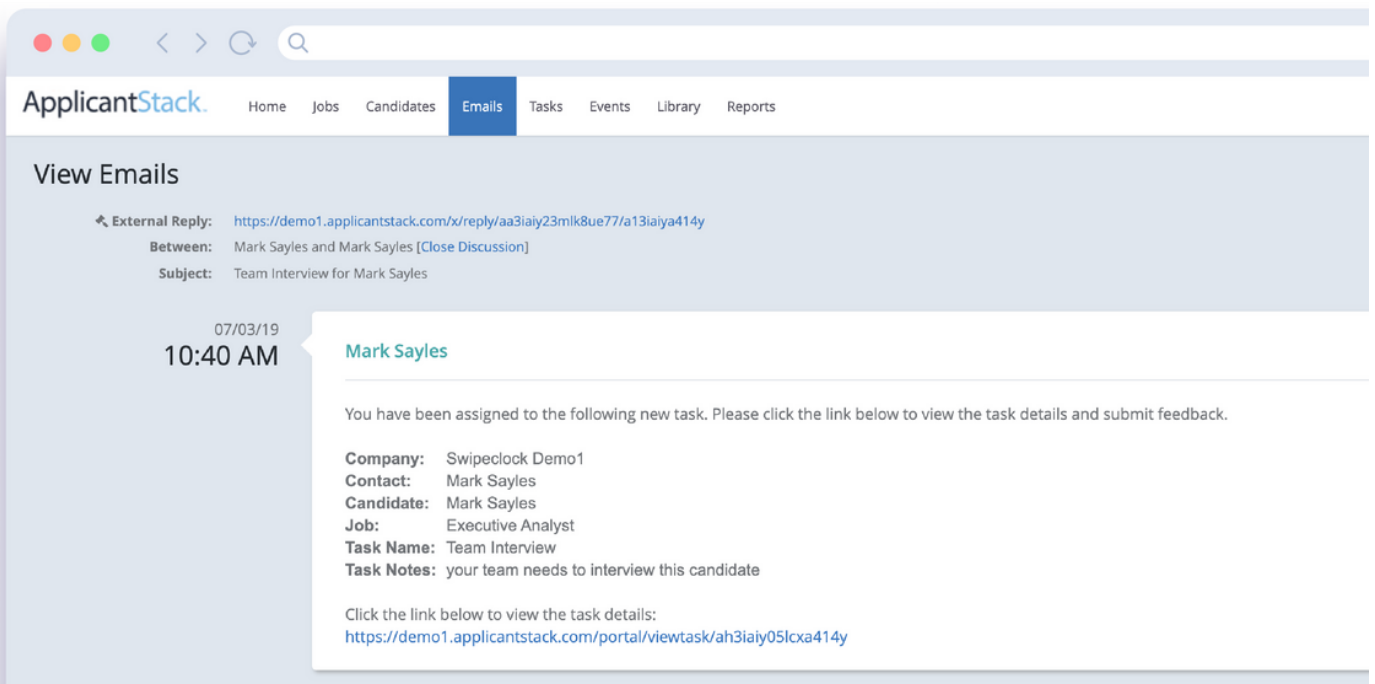 ApplicantStack. Home Jobs Candidates Emails Tasks Events Library Reports
View Emails
External Reply: https://demo1.applicantstack.com/x/reply/aa3iaiy23mlk8ue77/a13iaiya414y
Between: Mark Sayles and Mark Sayles [Close Discussion]
Subject: Team Interview for Mark Sayles
07/03/19
10:40 AM
Mark Sayles
You have been assigned to the following new task. Please click the link below to view the task details and submit feedback.
Company: Swipeclock Demo1
Contact: Mark Sayles
Candidate: Mark Sayles
Job: Executive Analyst
Task Name: Team Interview
Task Notes: your team needs to interview this candidate
Click the link below to view the task details:
https://demo1.applicantstack.com/portal/viewtask/ah3iaiy05lcxa414y